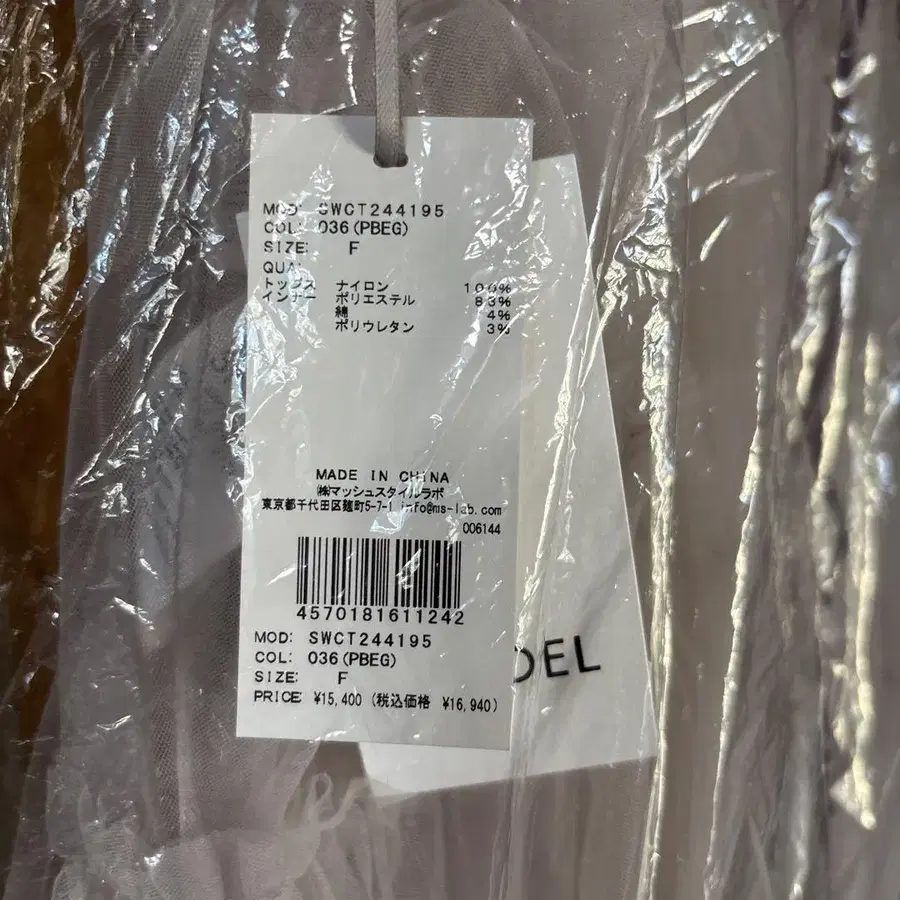 MOD: SWCT244195
COL: 036(PBEG)
SIZE: F
QUA:
トップス ナイロン 100%
インナー ポリエステル 83%
綿 4%
ポリウレタン 3%
MADE IN CHINA
㈱マッシュスタイルラボ
東京都千代田区麹町5-7-1 info@ms-lab.com
006144
4570181611242
MOD: SWCT244195
COL: 036(PBEG)
SIZE: F
PRICE ¥15,400 (税込価格 ¥16,940)
DEL